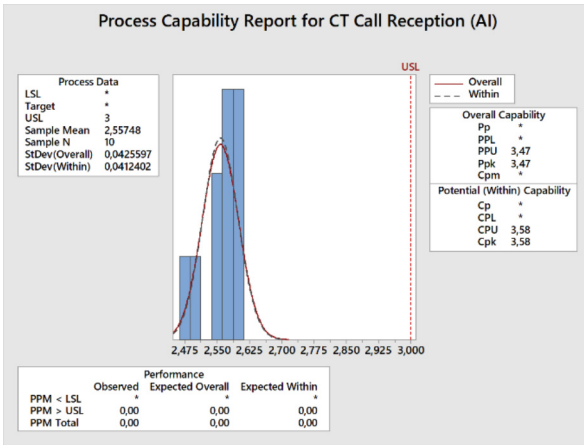 Process Capability Report for CT Call Reception (AI)
Process Data
LSL *
Target *
USL 3
Sample Mean 2,55748
Sample N 10
StDev(Overall) 0,0425597
StDev(Within) 0,0412402
USL
Overall
Within
Overall Capability
Pp *
PPL *
PPU 3,47
Ppk 3,47
Cpm *
Potential (Within) Capability
Cp *
CPL *
CPU 3,58
Cpk 3,58
2,475 2,550 2,625 2,700 2,775 2,850 2,925 3,000
Performance
Observed Expected Overall Expected Within
PPM < LSL * * *
PPM > USL 0,00 0,00 0,00
PPM Total 0,00 0,00 0,00